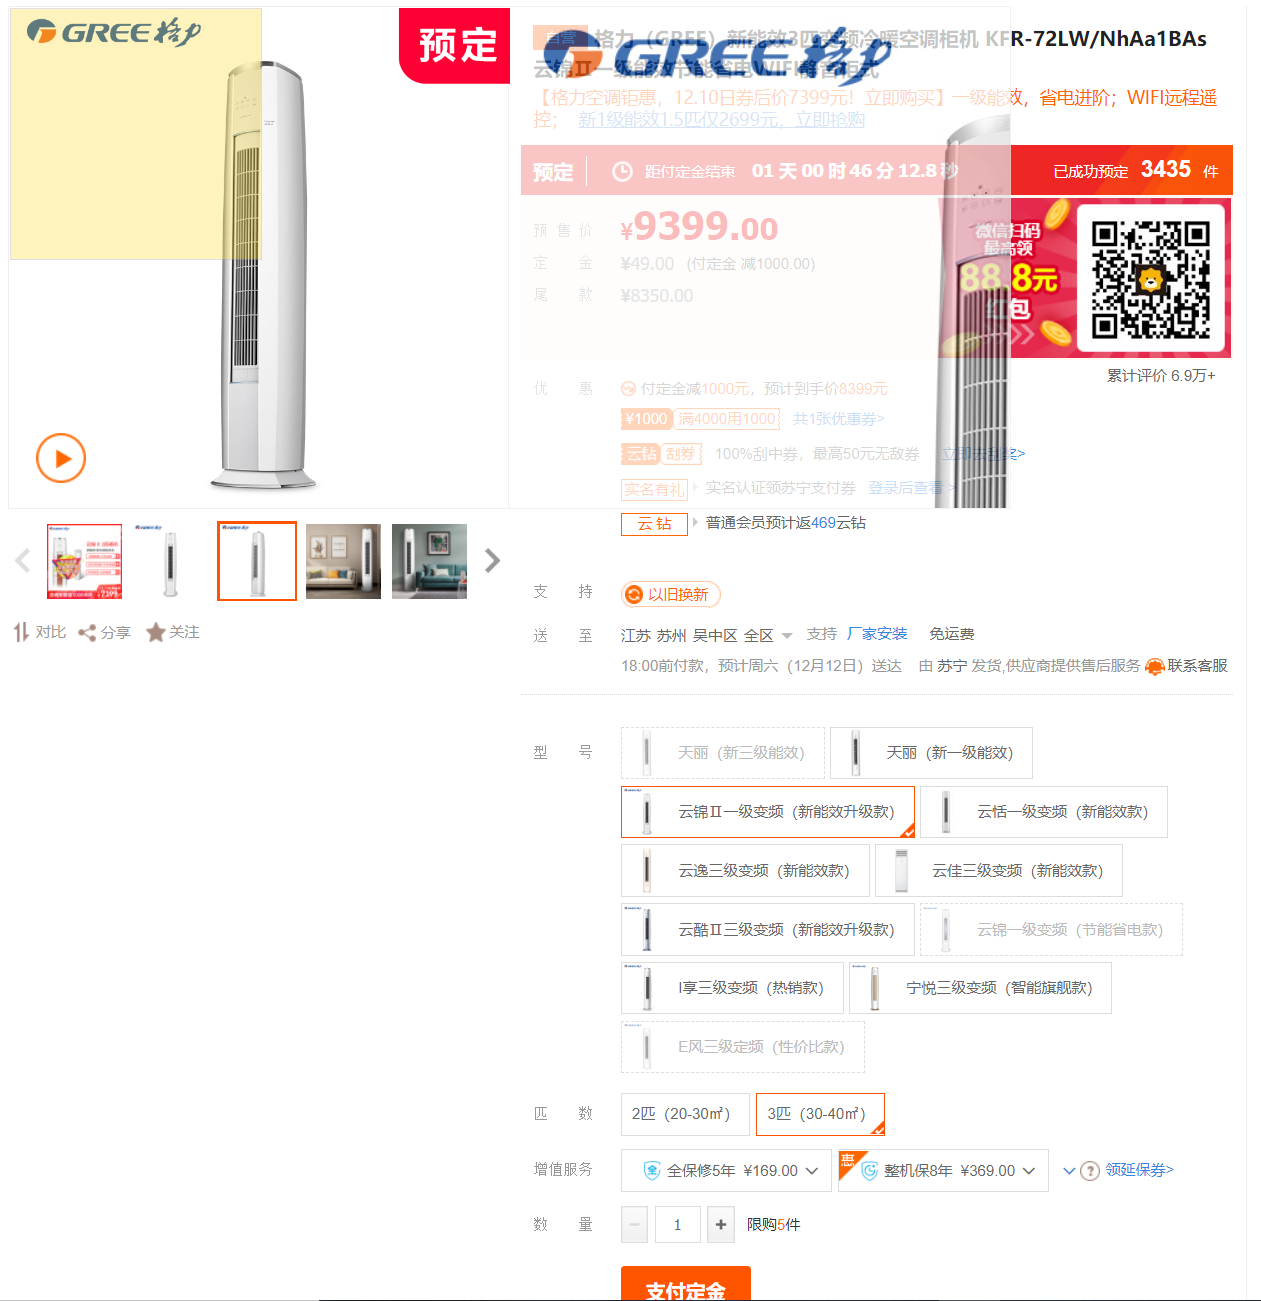 GREE格力
预定
自营 格力（GREE）新能效3匹变频冷暖空调柜机 KFR-72LW/NhAa1BAs
云锦Ⅱ一级能效节能省电WIFI静音柜式
GREE格力
【格力空调钜惠，12.10日券后价7399元！立即购买】一级能效，省电进阶；WIFI远程遥
控； 新1级能效1.5匹仅2699元，立即抢购
预定 距付定金结束 01 天 00 时 46 分 12.8 秒 已成功预定 3435 件
预售价 ¥9399.00
定金 ¥49.00 (付定金 减1000.00)
尾款 ¥8350.00
微信扫码
最高领
88.8元
红包
累计评价 6.9万+
优惠 付定金减1000元，预计到手价8399元
¥1000 满4000用1000 共1张优惠券>
云钻 刮券 100%刮中券，最高50元无敌券 立即去刮奖>
实名有礼 实名认证领苏宁支付券 登录后查看 >
云钻 普通会员预计返469云钻
对比 分享 关注
支持 以旧换新
送至 江苏 苏州 吴中区 全区 支持 厂家安装 免运费
18:00前付款，预计周六（12月12日）送达 由 苏宁 发货,供应商提供售后服务 联系客服
型号 天丽（新三级能效） 天丽（新一级能效）
云锦Ⅱ一级变频（新能效升级款） 云恬一级变频（新能效款）
云逸三级变频（新能效款） 云佳三级变频（新能效款）
云酷Ⅱ三级变频（新能效升级款） 云锦一级变频（节能省电款）
I享三级变频（热销款） 宁悦三级变频（智能旗舰款）
E风三级定频（性价比款）
匹数 2匹（20-30㎡） 3匹（30-40㎡）
增值服务 全 全保修5年 ¥169.00 惠 整机保8年 ¥369.00 ? 领延保券>
数量 − 1 + 限购5件
支付定金